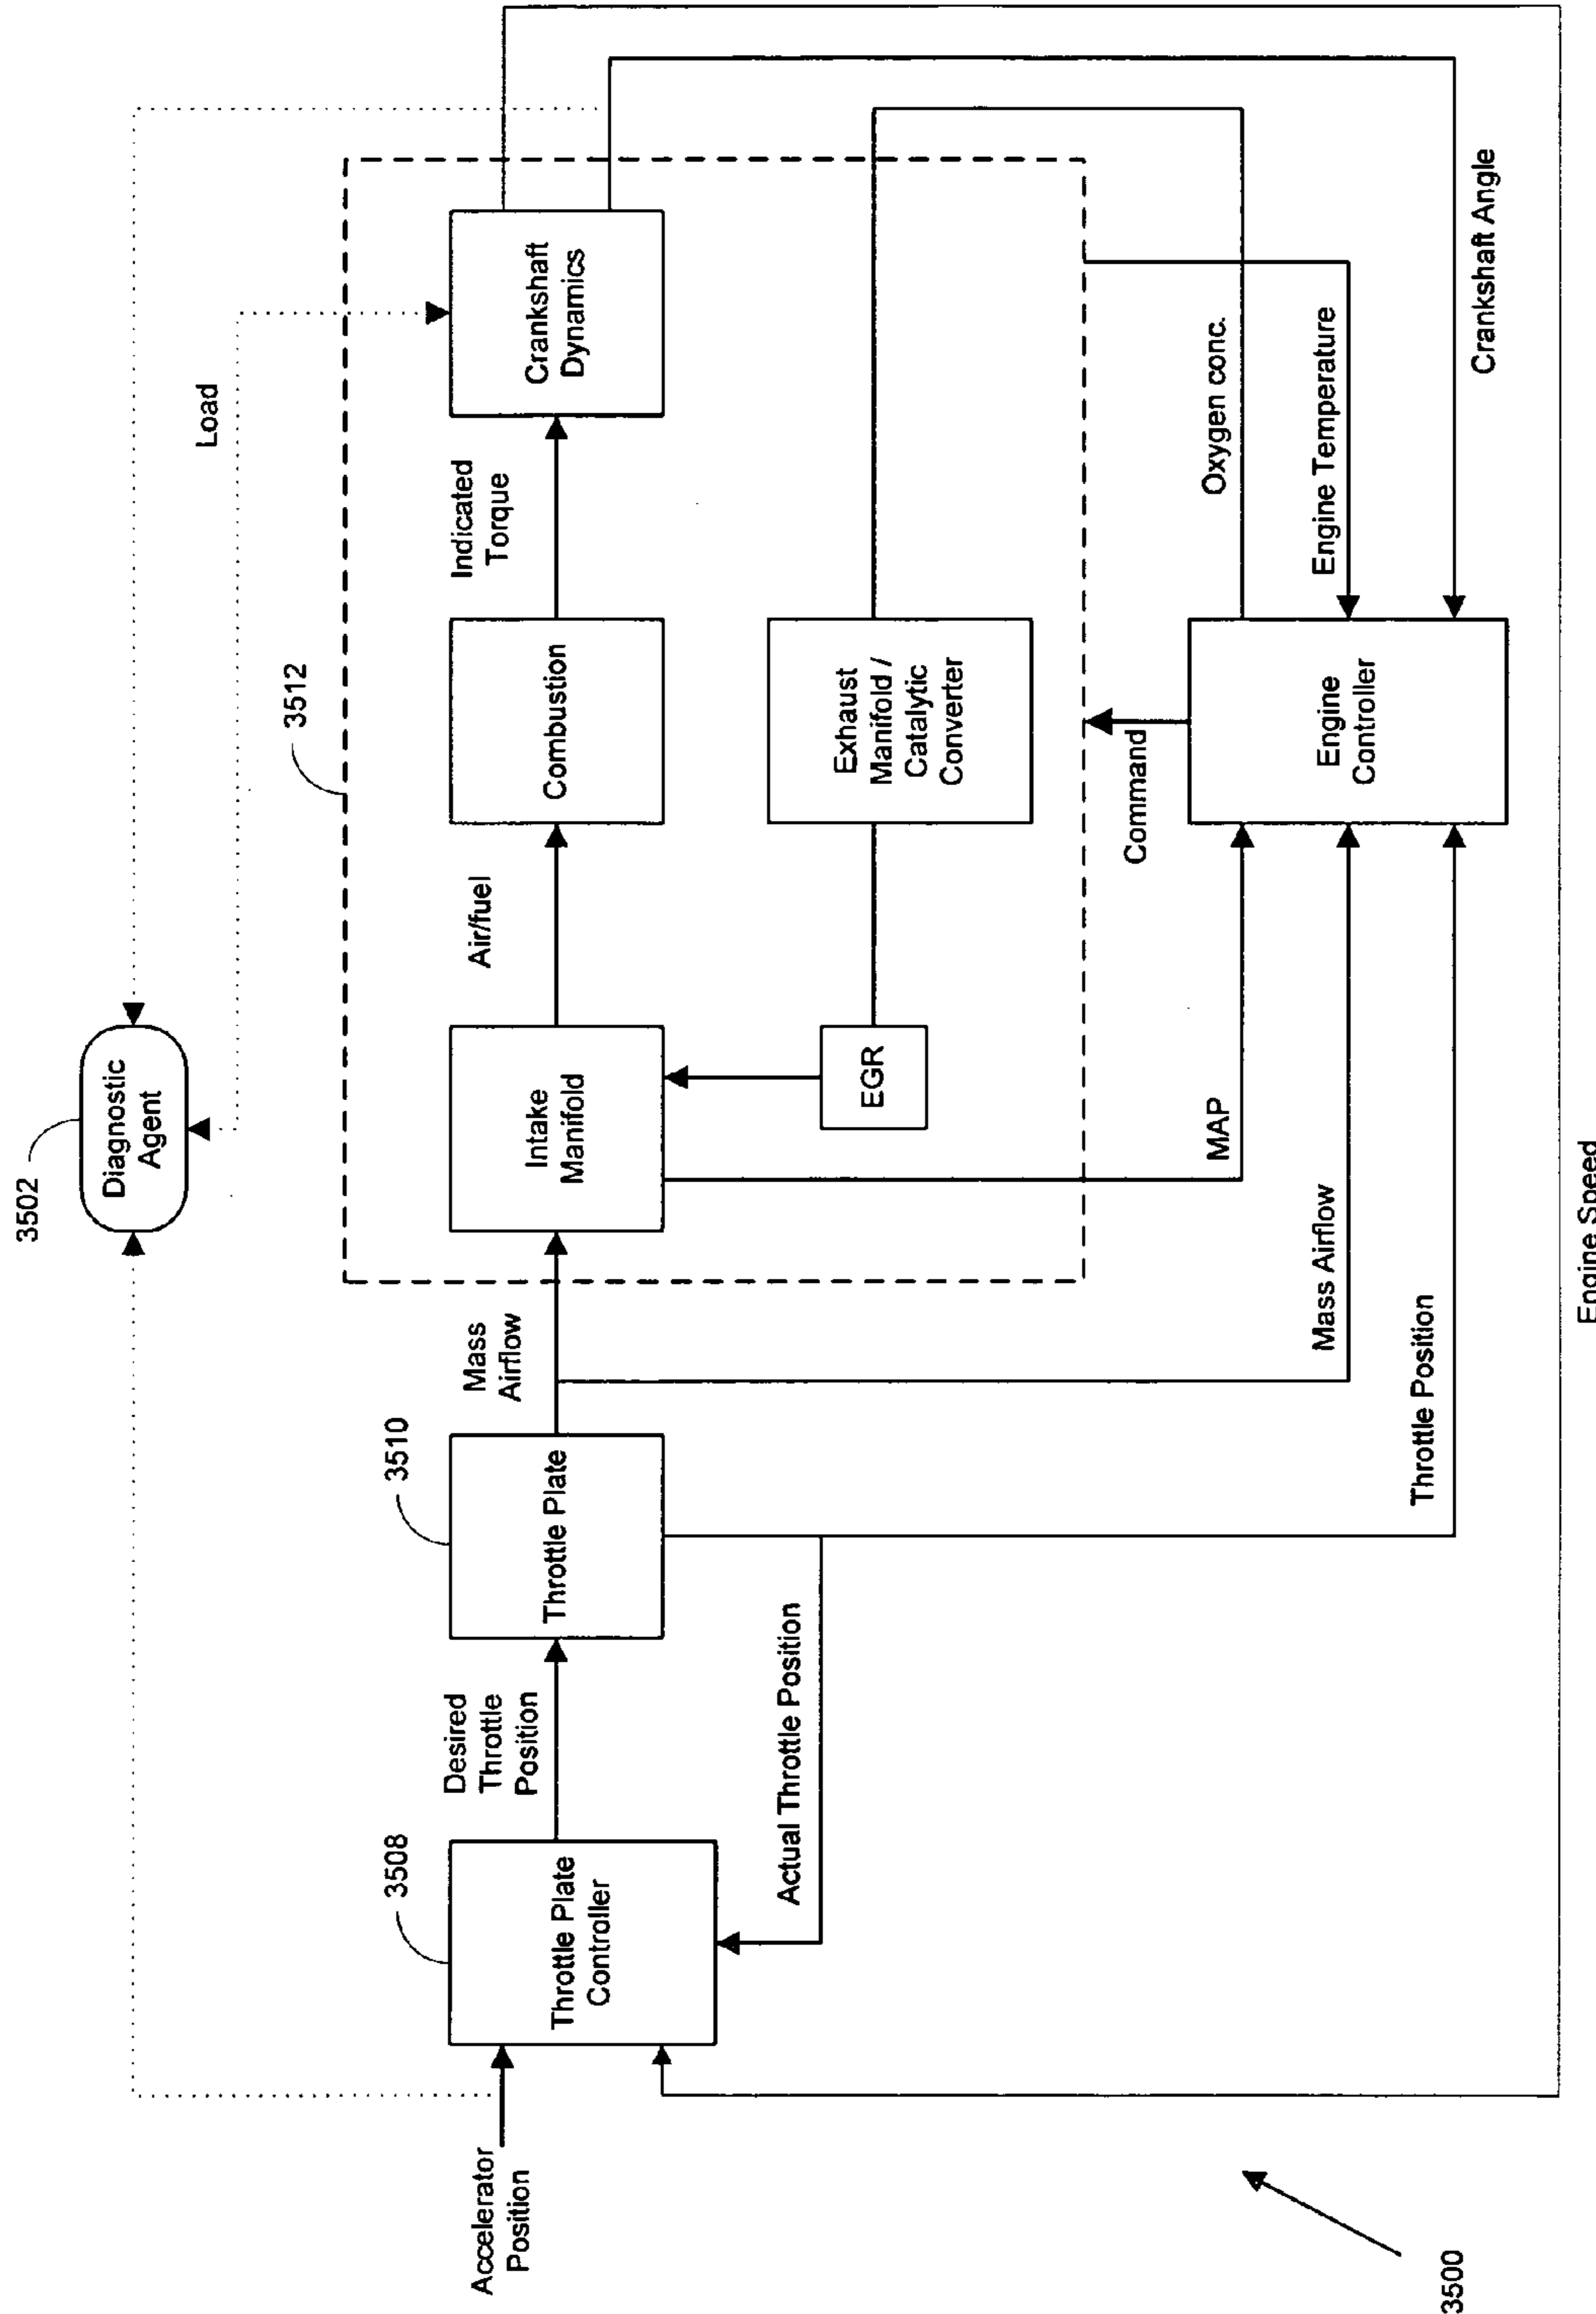 3502
Diagnostic
Agent
Load
3512
3508
3510
Accelerator
Position
Throttle Plate
Controller
Desired
Throttle
Position
Throttle Plate
Mass
Airflow
Intake
Manifold
Air/fuel
Combustion
Indicated
Torque
Crankshaft
Dynamics
Actual Throttle Position
EGR
Exhaust
Manifold /
Catalytic
Converter
Command
MAP
Mass Airflow
Throttle Position
Engine
Controller
Oxygen conc.
Engine Temperature
Crankshaft Angle
Engine Speed
3500